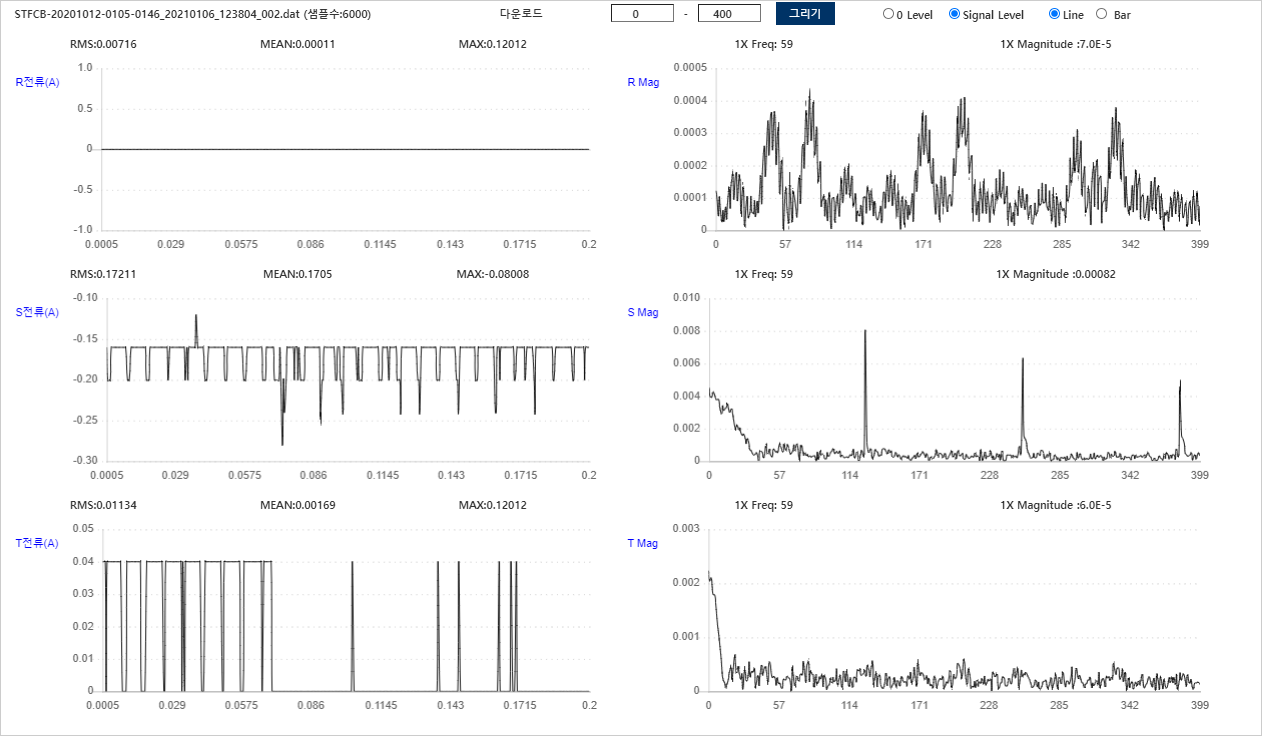 STFCB-20201012-0105-0146_20210106_123804_002.dat (샘플수:6000) 다운로드 0 - 400 그리기 0 Level Signal Level Line Bar
RMS:0.00716 MEAN:0.00011 MAX:0.12012 1X Freq: 59 1X Magnitude :7.0E-5
R전류(A)
1.0
0.5
0
-0.5
-1.0
0.0005 0.029 0.0575 0.086 0.1145 0.143 0.1715 0.2
R Mag
0.0005
0.0004
0.0003
0.0002
0.0001
0
0 57 114 171 228 285 342 399
RMS:0.17211 MEAN:0.1705 MAX:-0.08008 1X Freq: 59 1X Magnitude :0.00082
S전류(A)
-0.10
-0.15
-0.20
-0.25
-0.30
0.0005 0.029 0.0575 0.086 0.1145 0.143 0.1715 0.2
S Mag
0.010
0.008
0.006
0.004
0.002
0
0 57 114 171 228 285 342 399
RMS:0.01134 MEAN:0.00169 MAX:0.12012 1X Freq: 59 1X Magnitude :6.0E-5
T전류(A)
0.05
0.04
0.03
0.02
0.01
0
0.0005 0.029 0.0575 0.086 0.1145 0.143 0.1715 0.2
T Mag
0.003
0.002
0.001
0
0 57 114 171 228 285 342 399